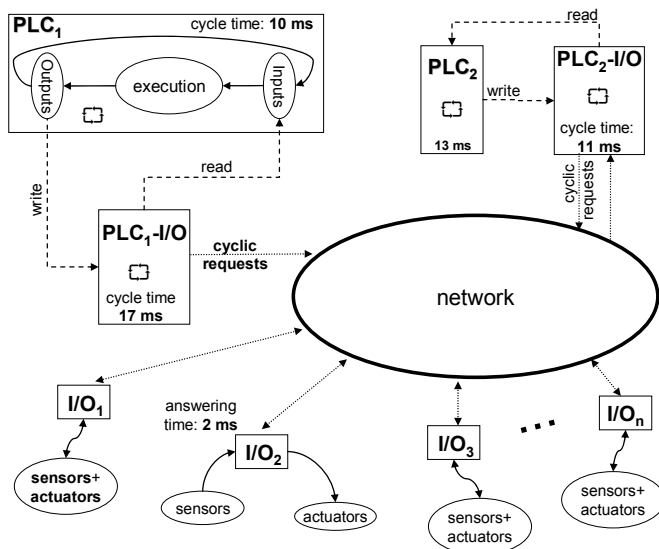 PLC₁
cycle time: 10 ms
Outputs
execution
Inputs
read
write
PLC₁-I/O
cycle time
17 ms
cyclic
requests
read
PLC₂
13 ms
write
PLC₂-I/O
cycle time:
11 ms
cyclic
requests
network
I/O₁
sensors+
actuators
answering
time: 2 ms
I/O₂
sensors
actuators
I/O₃
sensors+
actuators
...
I/Oₙ
sensors+
actuators